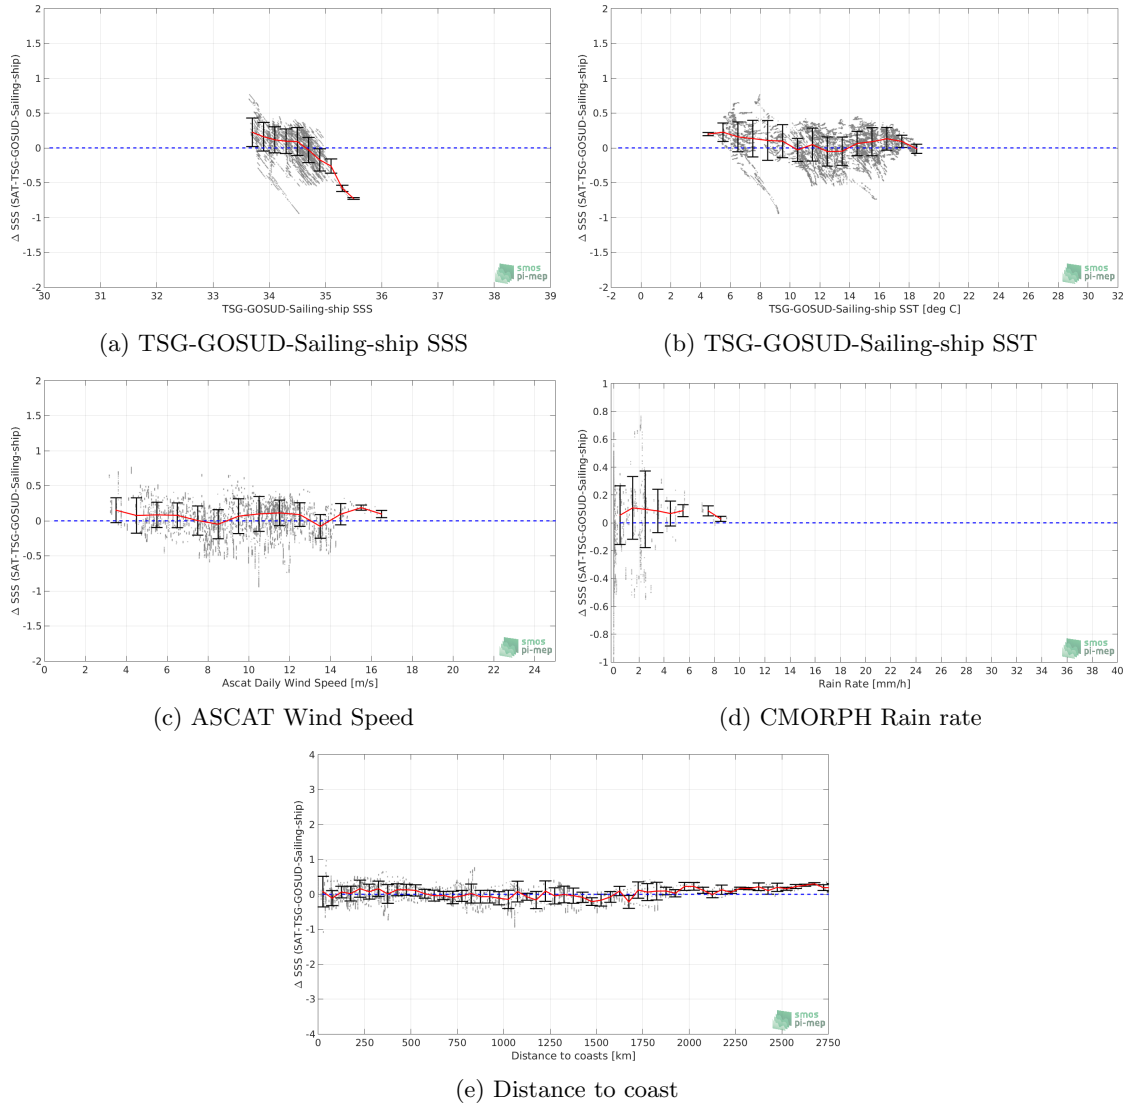 2
1.5
1
0.5
0
-0.5
-1
-1.5
-2
Δ SSS (SAT-TSG-GOSUD-Sailing-ship)
30 31 32 33 34 35 36 37 38 39
TSG-GOSUD-Sailing-ship SSS
smos
pi-mep
(a) TSG-GOSUD-Sailing-ship SSS
2
1.5
1
0.5
0
-0.5
-1
-1.5
-2
Δ SSS (SAT-TSG-GOSUD-Sailing-ship)
-2 0 2 4 6 8 10 12 14 16 18 20 22 24 26 28 30 32
TSG-GOSUD-Sailing-ship SST [deg C]
smos
pi-mep
(b) TSG-GOSUD-Sailing-ship SST
2
1.5
1
0.5
0
-0.5
-1
-1.5
-2
Δ SSS (SAT-TSG-GOSUD-Sailing-ship)
0 2 4 6 8 10 12 14 16 18 20 22 24
Ascat Daily Wind Speed [m/s]
smos
pi-mep
(c) ASCAT Wind Speed
1
0.8
0.6
0.4
0.2
0
-0.2
-0.4
-0.6
-0.8
-1
Δ SSS (SAT-TSG-GOSUD-Sailing-ship)
0 2 4 6 8 10 12 14 16 18 20 22 24 26 28 30 32 34 36 38 40
Rain Rate [mm/h]
smos
pi-mep
(d) CMORPH Rain rate
4
3
2
1
0
-1
-2
-3
-4
Δ SSS (SAT-TSG-GOSUD-Sailing-ship)
0 250 500 750 1000 1250 1500 1750 2000 2250 2500 2750
Distance to coasts [km]
smos
pi-mep
(e) Distance to coast